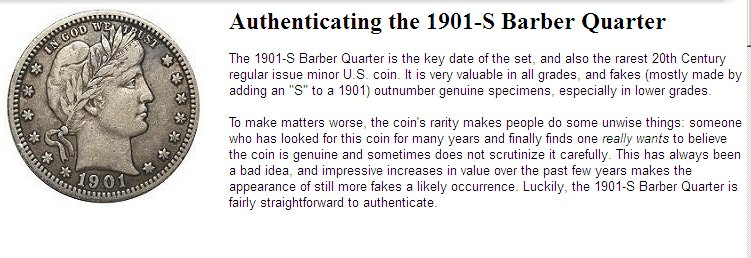 Authenticating the 1901-S Barber Quarter
IN GOD WE TRUST
1901
The 1901-S Barber Quarter is the key date of the set, and also the rarest 20th Century
regular issue minor U.S. coin. It is very valuable in all grades, and fakes (mostly made by
adding an "S" to a 1901) outnumber genuine specimens, especially in lower grades.
To make matters worse, the coin's rarity makes people do some unwise things: someone
who has looked for this coin for many years and finally finds one really wants to believe
the coin is genuine and sometimes does not scrutinize it carefully. This has always been
a bad idea, and impressive increases in value over the past few years makes the
appearance of still more fakes a likely occurrence. Luckily, the 1901-S Barber Quarter is
fairly straightforward to authenticate.